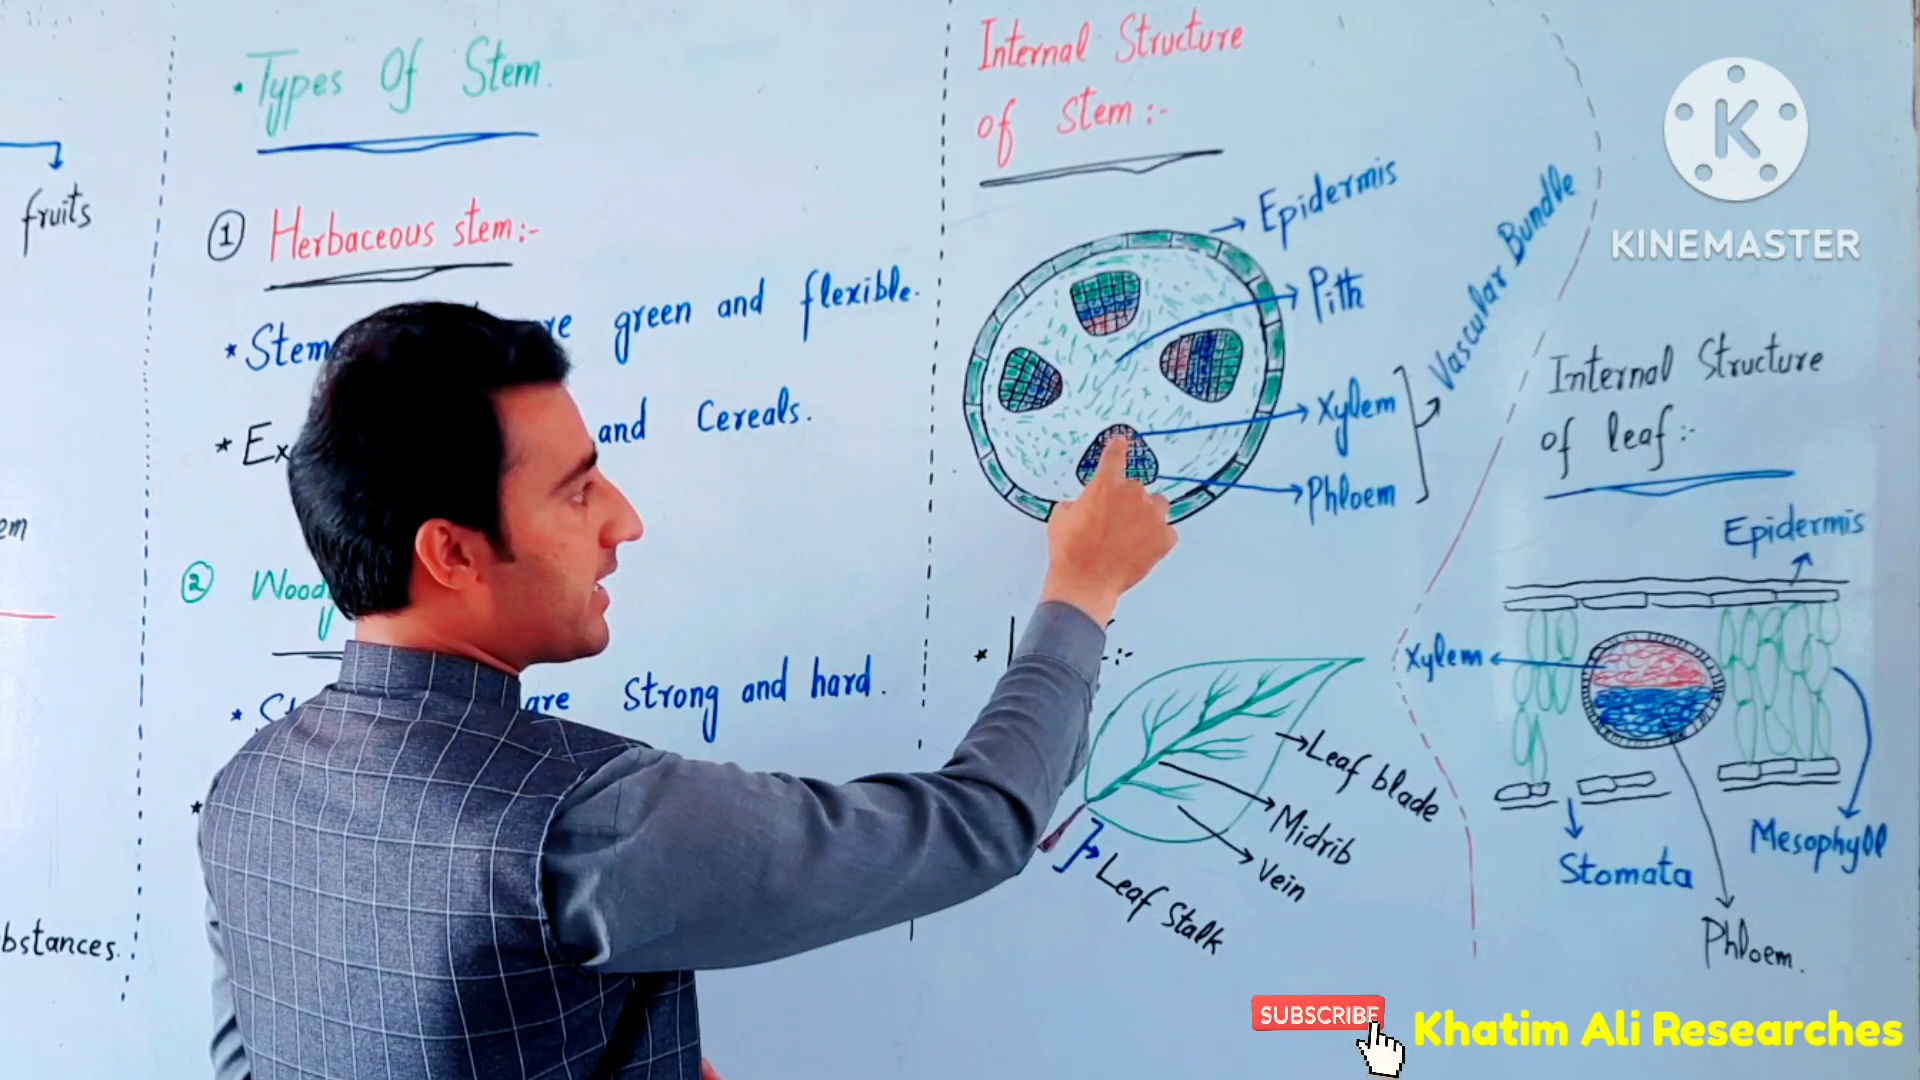 fruits
em
bstances.
• Types Of Stem.
① Herbaceous stem:-
* Stem re green and flexible.
* Ex and Cereals.
② Wood
* St are Strong and hard.
*
Internal Structure
of Stem:-
Epidermis
Pith
Xylem
Phloem
Vascular Bundle
Leaf blade
Midrib
Vein
Leaf Stalk
Internal Structure
of leaf:-
Epidermis
Xylem
Mesophyll
Stomata
Phloem.
K
KINEMASTER
SUBSCRIBE
Khatim Ali Researches